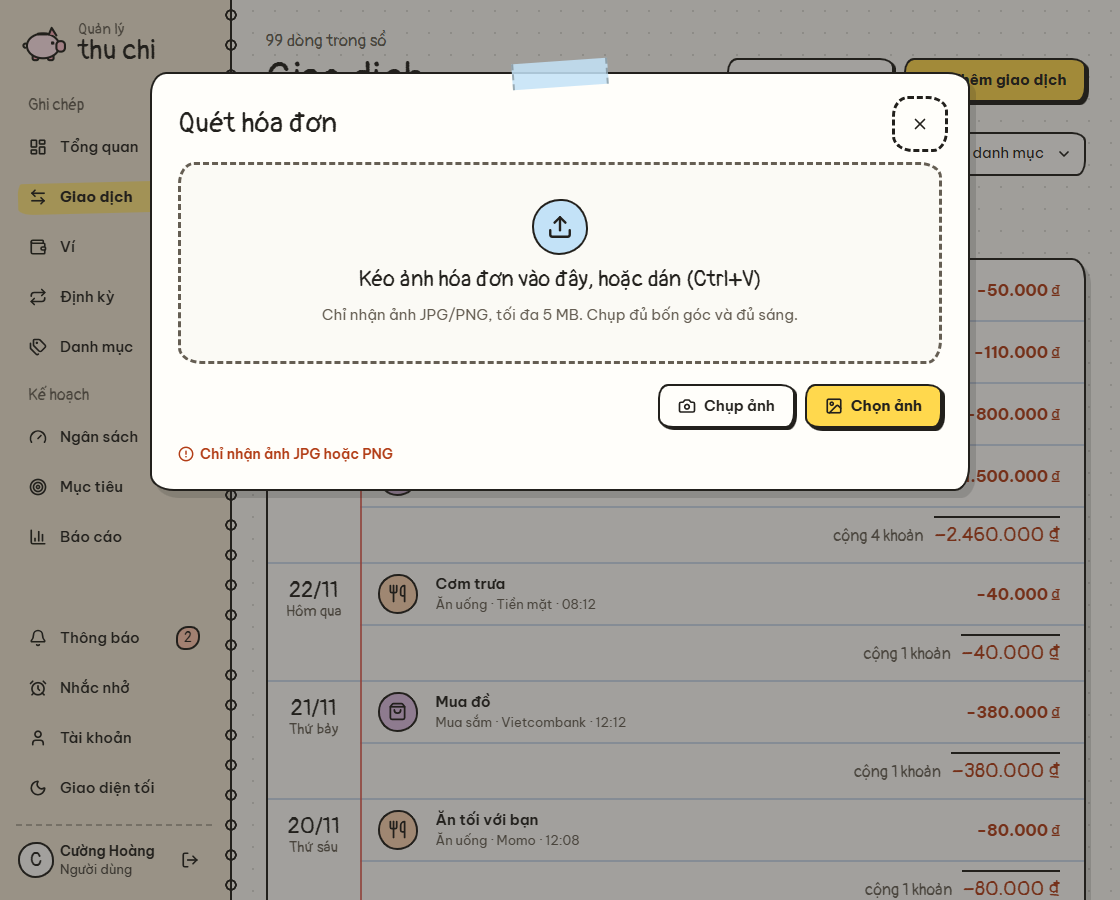 Quản lý
thu chi
Ghi chép
Tổng quan
Giao dịch
Ví
Định kỳ
Danh mục
Kế hoạch
Ngân sách
Mục tiêu
Báo cáo
Thông báo
2
Nhắc nhở
Tài khoản
Giao diện tối
C
Cường Hoàng
Người dùng
99 dòng trong sổ
Giao dịch
hêm giao dịch
danh mục
Quét hóa đơn
Kéo ảnh hóa đơn vào đây, hoặc dán (Ctrl+V)
Chỉ nhận ảnh JPG/PNG, tối đa 5 MB. Chụp đủ bốn góc và đủ sáng.
Chụp ảnh
Chọn ảnh
Chỉ nhận ảnh JPG hoặc PNG
-50.000 ₫
-110.000 ₫
-800.000 ₫
.500.000 ₫
cộng 4 khoản −2.460.000 ₫
22/11
Hôm qua
Cơm trưa
Ăn uống · Tiền mặt · 08:12
-40.000 ₫
cộng 1 khoản −40.000 ₫
21/11
Thứ bảy
Mua đồ
Mua sắm · Vietcombank · 12:12
-380.000 ₫
cộng 1 khoản −380.000 ₫
20/11
Thứ sáu
Ăn tối với bạn
Ăn uống · Momo · 12:08
-80.000 ₫
cộng 1 khoản −80.000 ₫